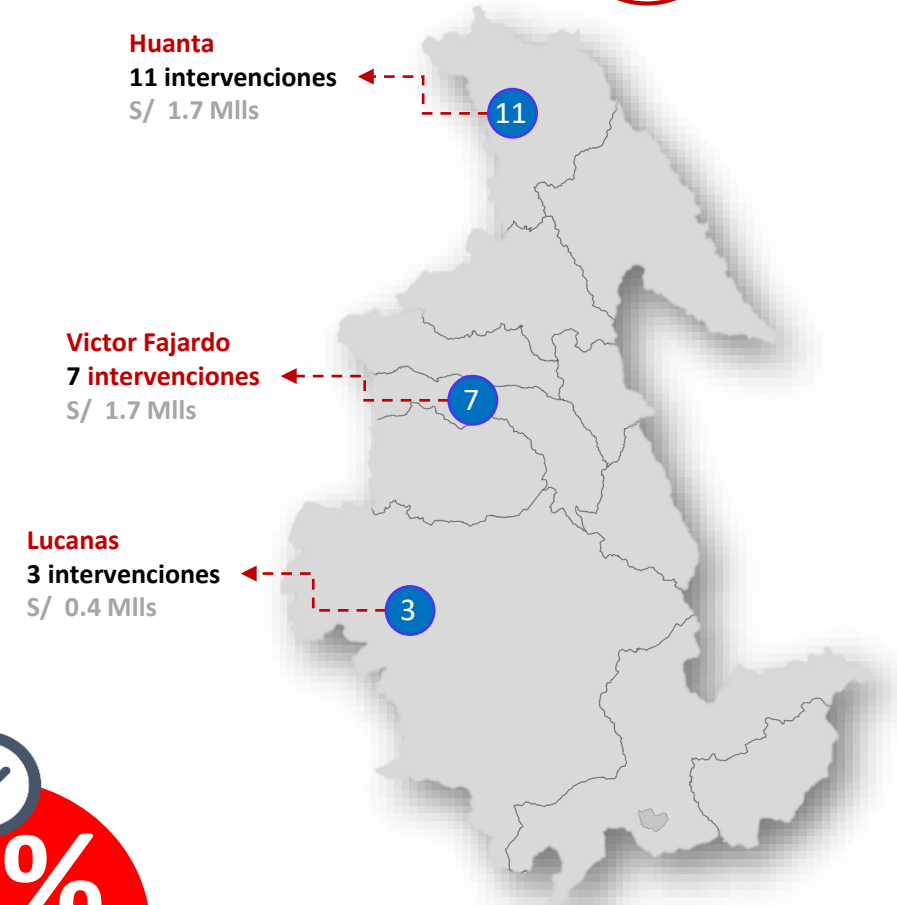 Huanta
11 intervenciones
S/ 1.7 Mlls
11
Victor Fajardo
7 intervenciones
S/ 1.7 Mlls
7
Lucanas
3 intervenciones
S/ 0.4 Mlls
3
%